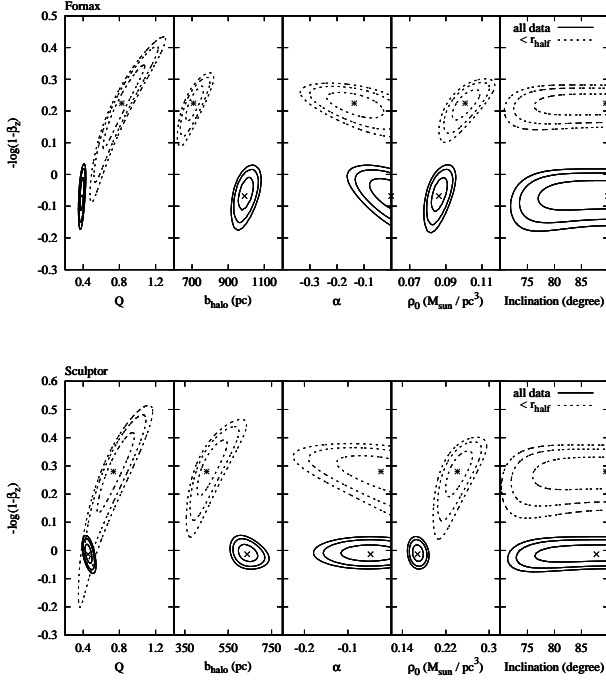 Fornax
all data
< r_half
0.5
0.4
0.3
0.2
0.1
0
-0.1
-0.2
-0.3
-log(1-β_z)
0.4 0.8 1.2
700 900 1100
-0.3 -0.1
0.07 0.09 0.11
75 80 85
Q
b_halo (pc)
α
ρ_0 (M_sun / pc^3)
Inclination (degree)
Sculptor
all data
< r_half
0.6
0.5
0.4
0.3
0.2
0.1
0
-0.1
-0.2
-0.3
-log(1-β_z)
0.4 0.8 1.2
350 550 750
-0.2 -0.1
0.14 0.22 0.3
75 80 85
Q
b_halo (pc)
α
ρ_0 (M_sun / pc^3)
Inclination (degree)